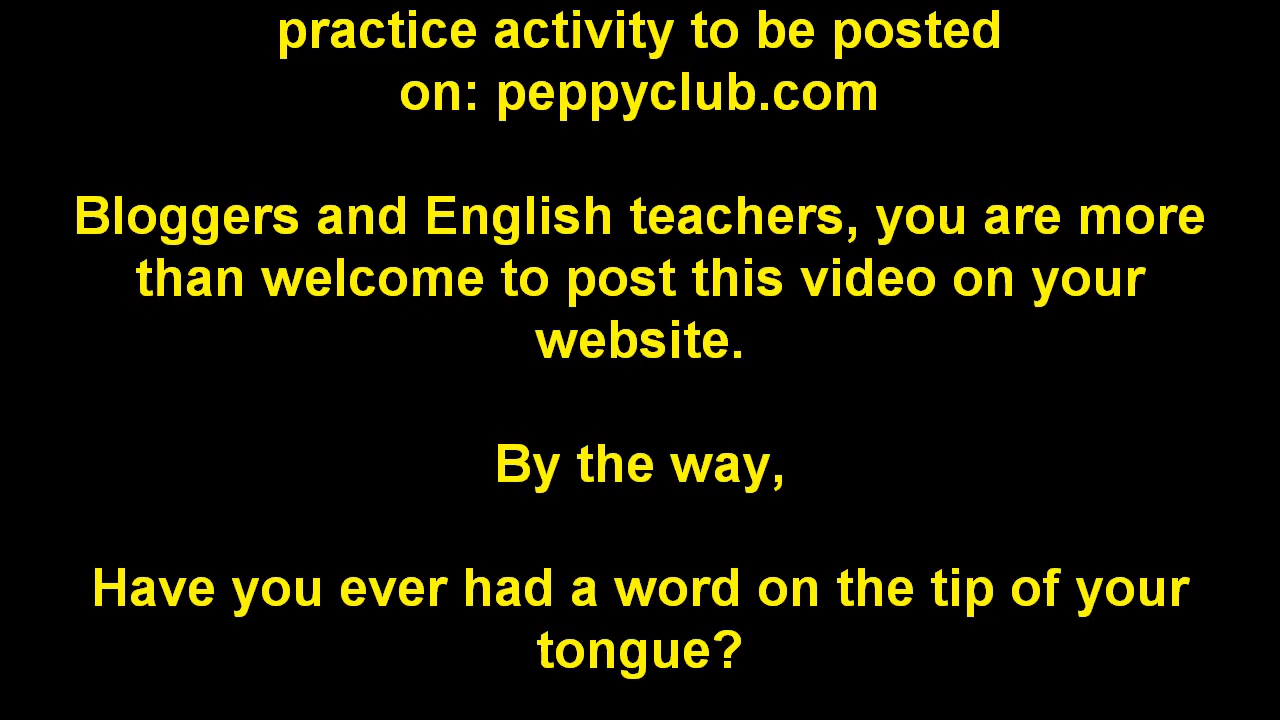 practice activity to be posted
on: peppyclub.com
Bloggers and English teachers, you are more
than welcome to post this video on your
website.
By the way,
Have you ever had a word on the tip of your
tongue?